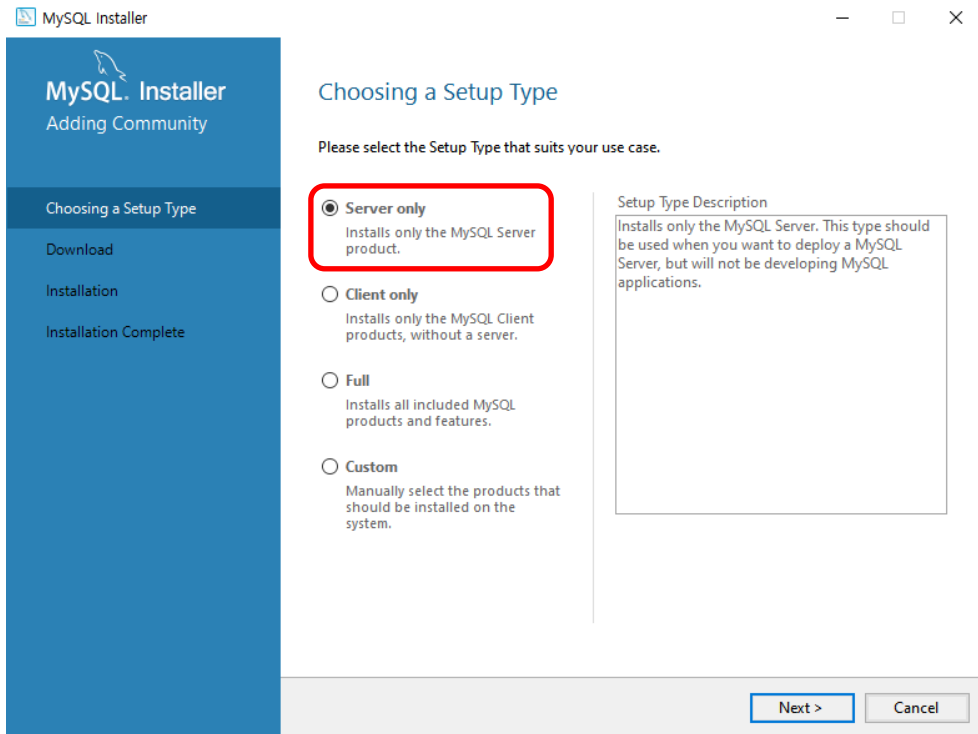 MySQL Installer
MySQL. Installer
Adding Community
Choosing a Setup Type
Download
Installation
Installation Complete
Choosing a Setup Type
Please select the Setup Type that suits your use case.
Server only
Installs only the MySQL Server
product.
Client only
Installs only the MySQL Client
products, without a server.
Full
Installs all included MySQL
products and features.
Custom
Manually select the products that
should be installed on the
system.
Setup Type Description
Installs only the MySQL Server. This type should
be used when you want to deploy a MySQL
Server, but will not be developing MySQL
applications.
Next >
Cancel